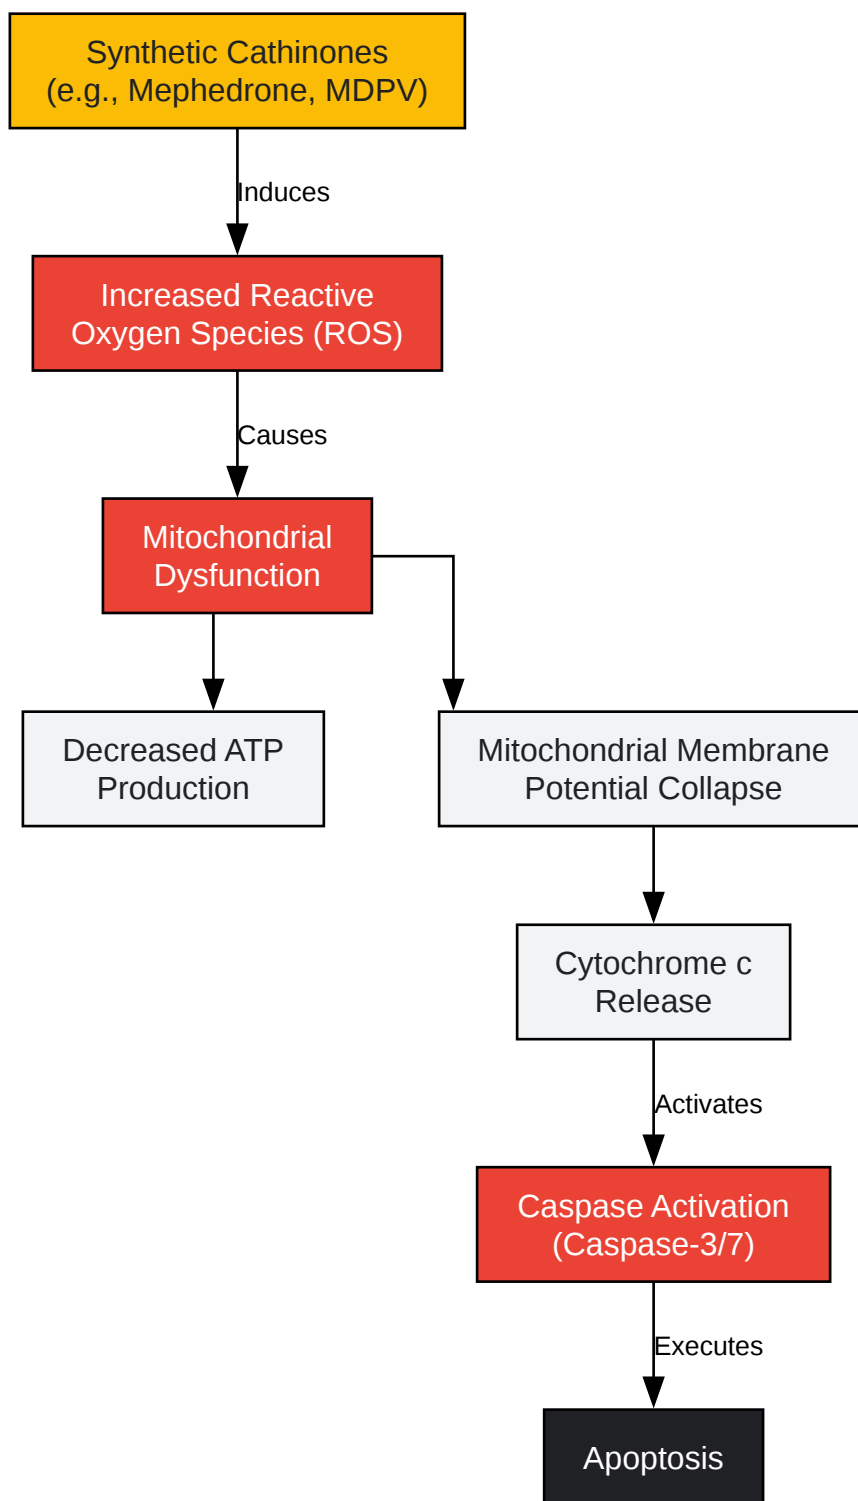 Synthetic Cathinones
(e.g., Mephedrone, MDPV)
Induces
Increased Reactive
Oxygen Species (ROS)
Causes
Mitochondrial
Dysfunction
Decreased ATP
Production
Mitochondrial Membrane
Potential Collapse
Cytochrome c
Release
Activates
Caspase Activation
(Caspase-3/7)
Executes
Apoptosis